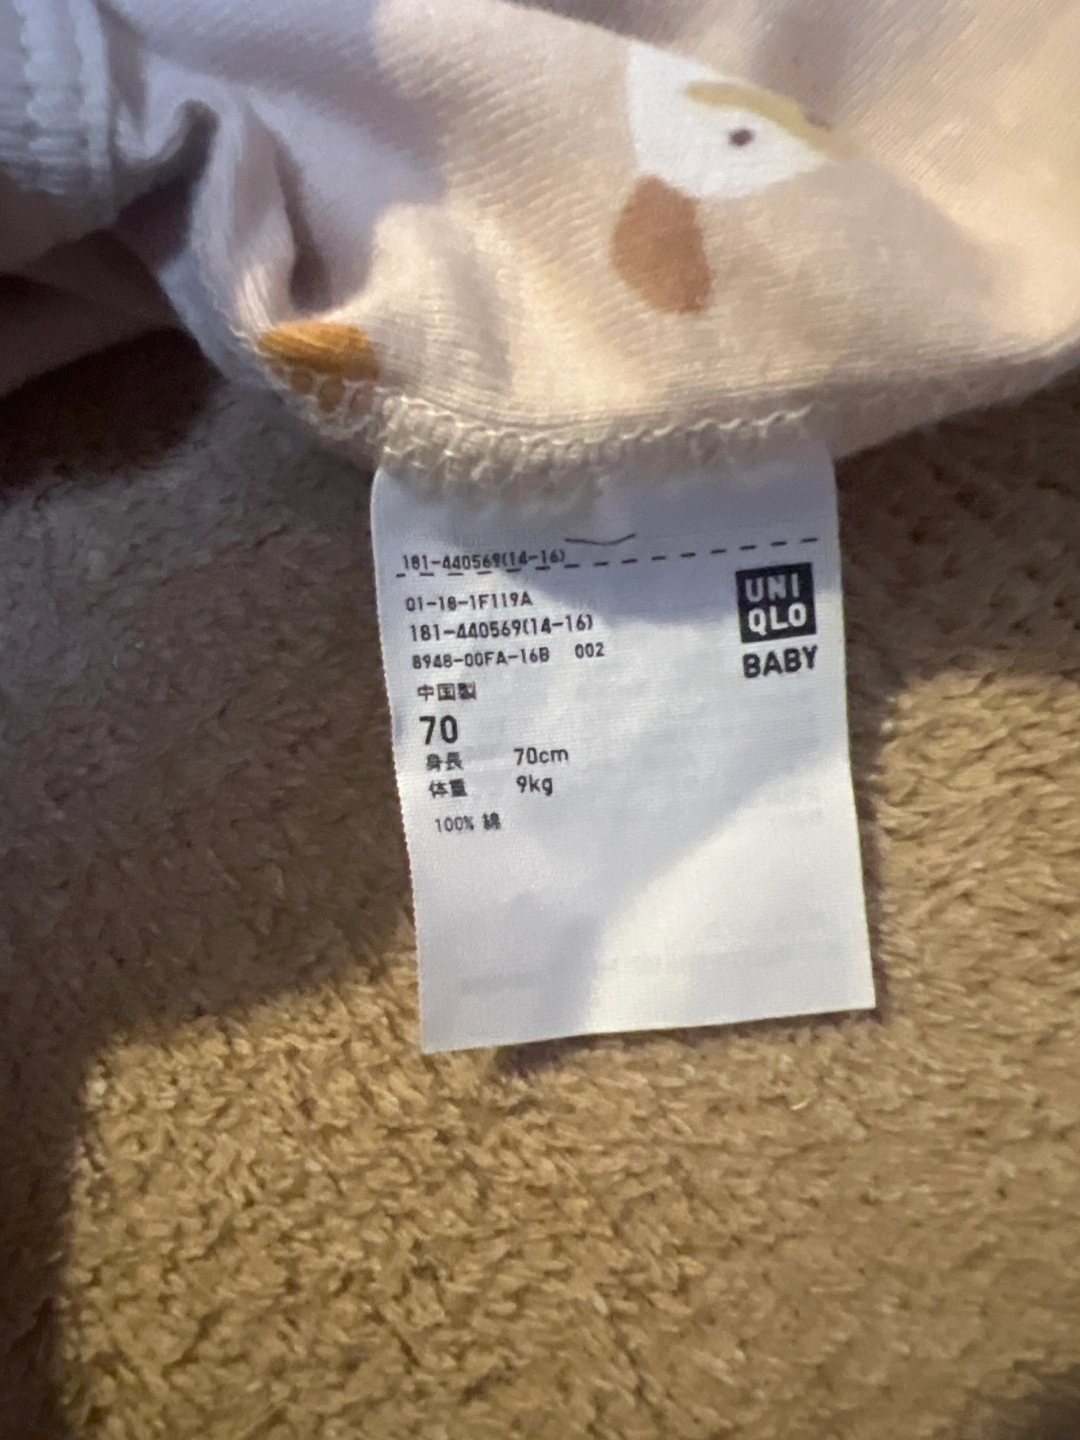 181-440569(14-16)
01-18-1F119A
181-440569(14-16)
8948-00FA-16B 002
中国製
70
身長 70cm
体重 9kg
100% 綿
UNI
QLO
BABY